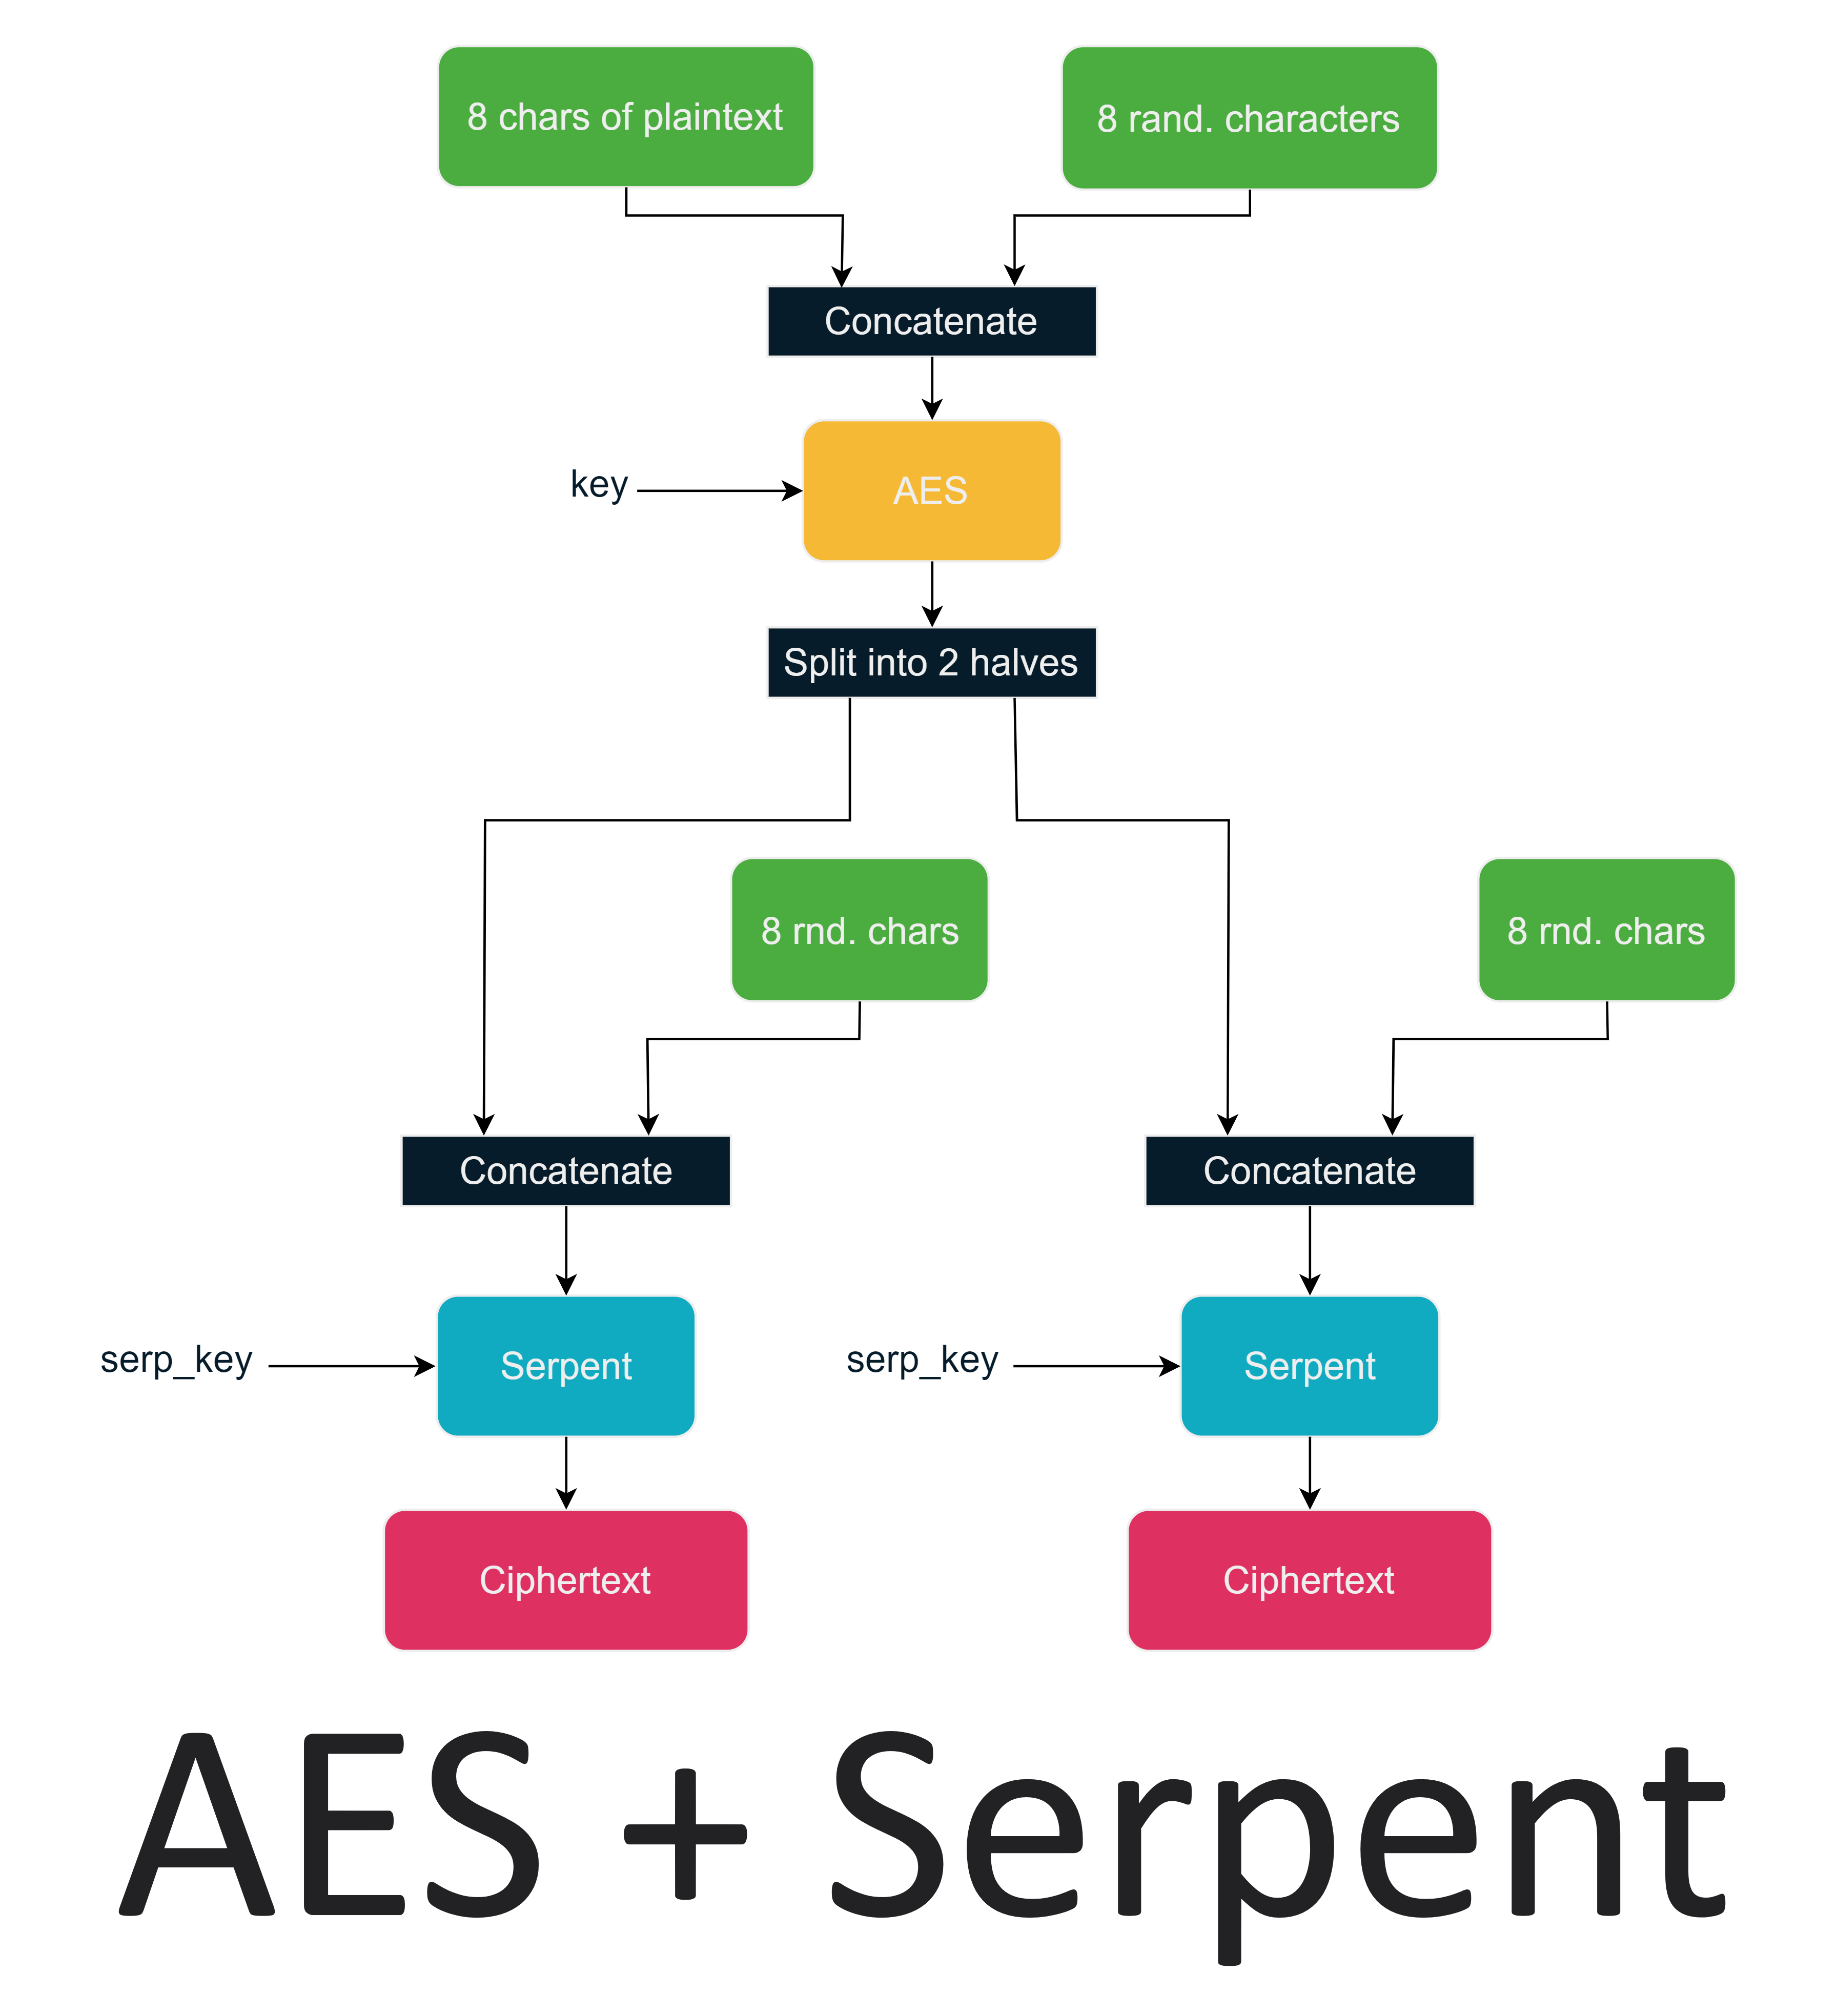 8 chars of plaintext
8 rand. characters
Concatenate
key
AES
Split into 2 halves
8 rnd. chars
8 rnd. chars
Concatenate
Concatenate
serp_key
Serpent
serp_key
Serpent
Ciphertext
Ciphertext
AES + Serpent